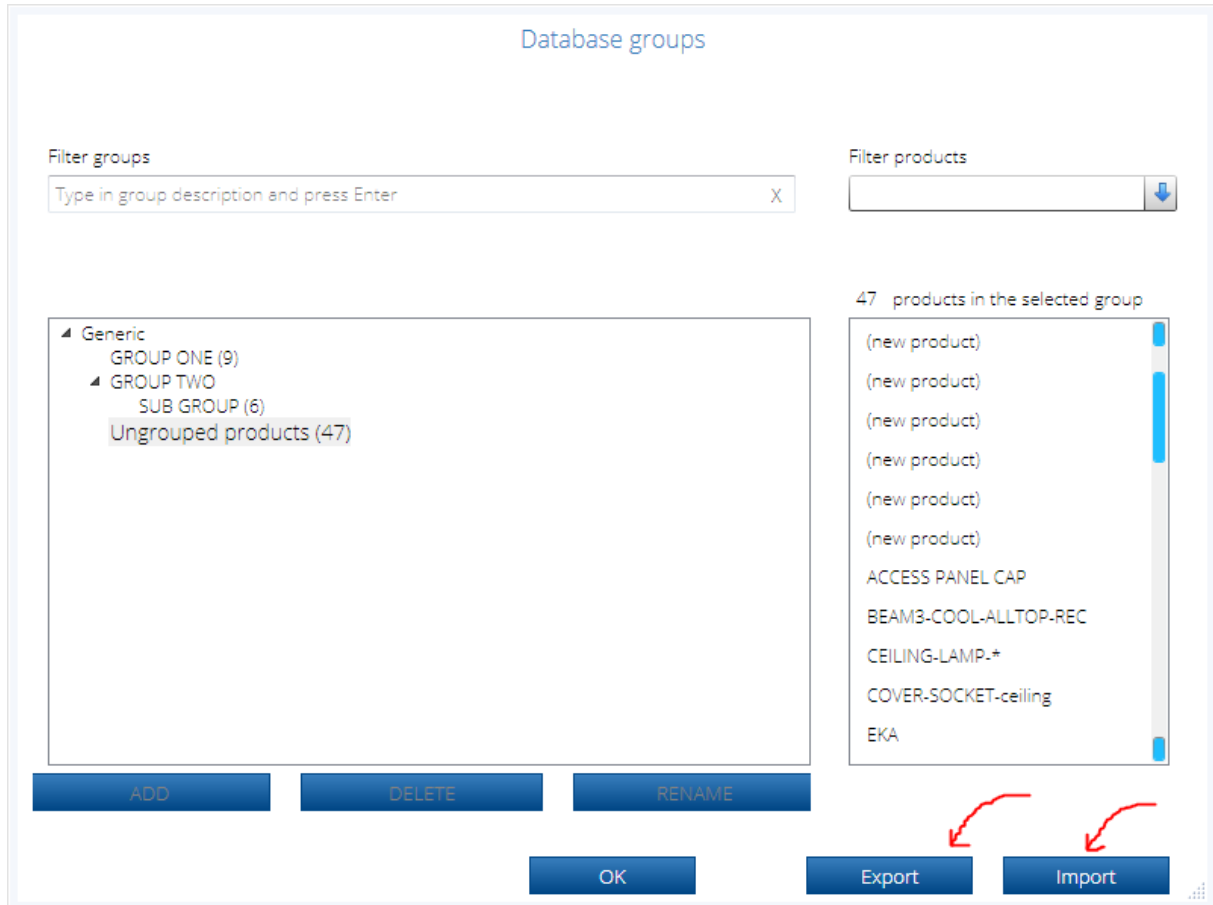 Database groups
Filter groups
Type in group description and press Enter X
Filter products
47 products in the selected group
Generic
GROUP ONE (9)
GROUP TWO
SUB GROUP (6)
Ungrouped products (47)
(new product)
(new product)
(new product)
(new product)
(new product)
(new product)
ACCESS PANEL CAP
BEAM3-COOL-ALLTOP-REC
CEILING-LAMP-*
COVER-SOCKET-ceiling
EKA
ADD DELETE RENAME
OK Export Import